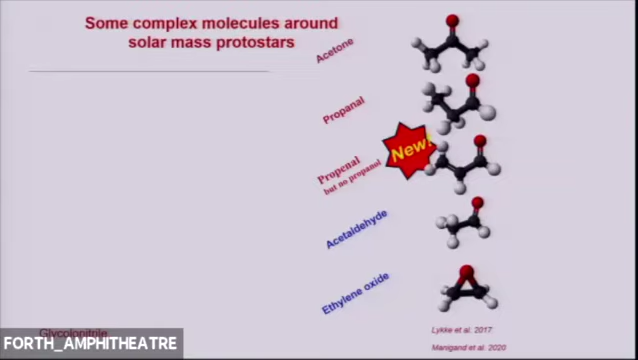 Some complex molecules around
solar mass protostars
Acetone
Propanal
New!
Propenal
but no propanol
Acetaldehyde
Ethylene oxide
Glycolonitrile
Lykke et al. 2017
Manigand et al. 2020
FORTH_AMPHITHEATRE